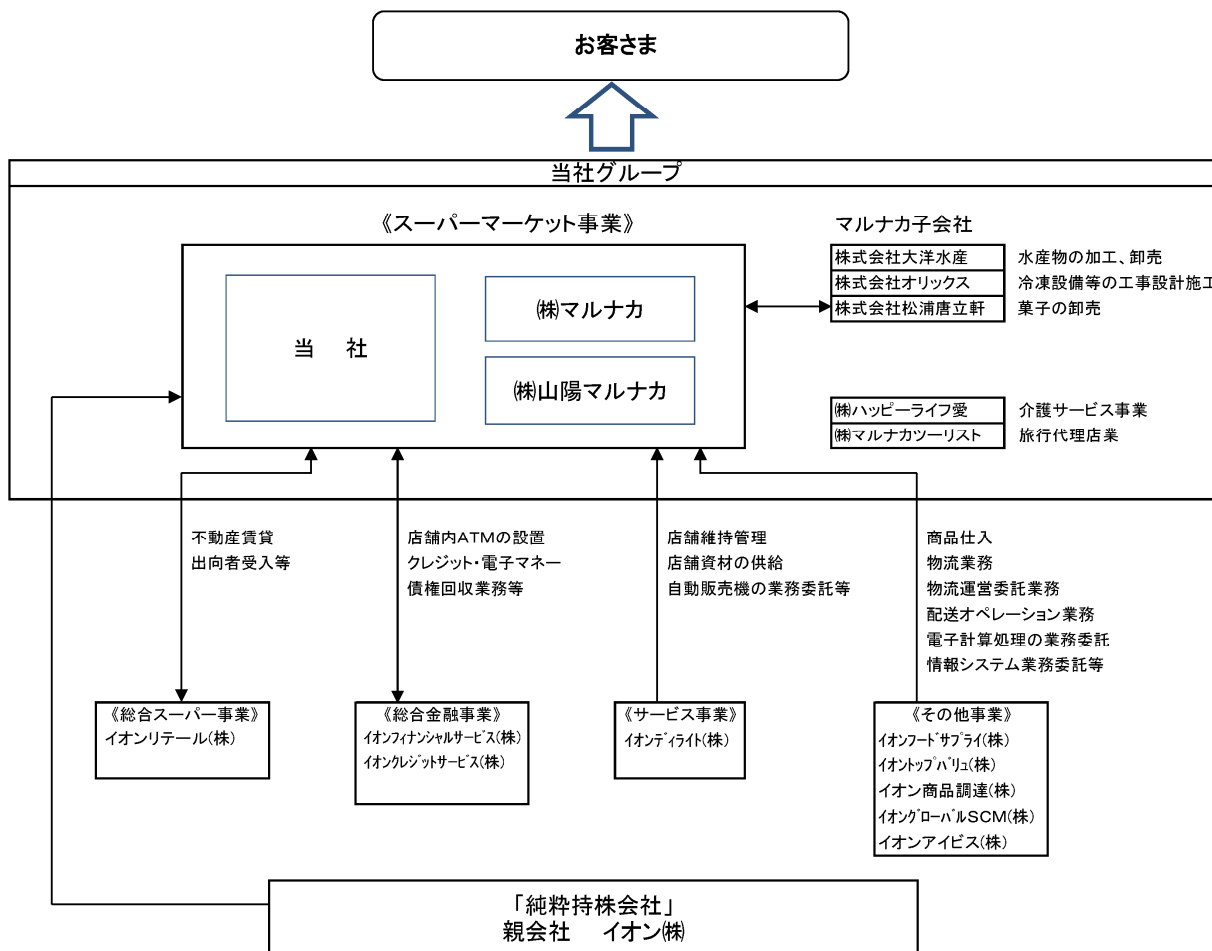 お客さま
当社グループ
《スーパーマーケット事業》
マルナカ子会社
当 社
㈱マルナカ
㈱山陽マルナカ
株式会社大洋水産 水産物の加工、卸売
株式会社オリックス 冷凍設備等の工事設計施工
株式会社松浦唐立軒 菓子の卸売
㈱ハッピーライフ愛 介護サービス事業
㈱マルナカツーリスト 旅行代理店業
不動産賃貸
出向者受入等
店舗内ATMの設置
クレジット・電子マネー
債権回収業務等
店舗維持管理
店舗資材の供給
自動販売機の業務委託等
商品仕入
物流業務
物流運営委託業務
配送オペレーション業務
電子計算処理の業務委託
情報システム業務委託等
《総合スーパー事業》
イオンリテール(株)
《総合金融事業》
イオンフィナンシャルサービス(株)
イオンクレジットサービス(株)
《サービス事業》
イオンディライト(株)
《その他事業》
イオンフードサプライ(株)
イオントップバリュ(株)
イオン商品調達(株)
イオングローバルSCM(株)
イオンアイビス(株)
「純粋持株会社」
親会社 イオン㈱